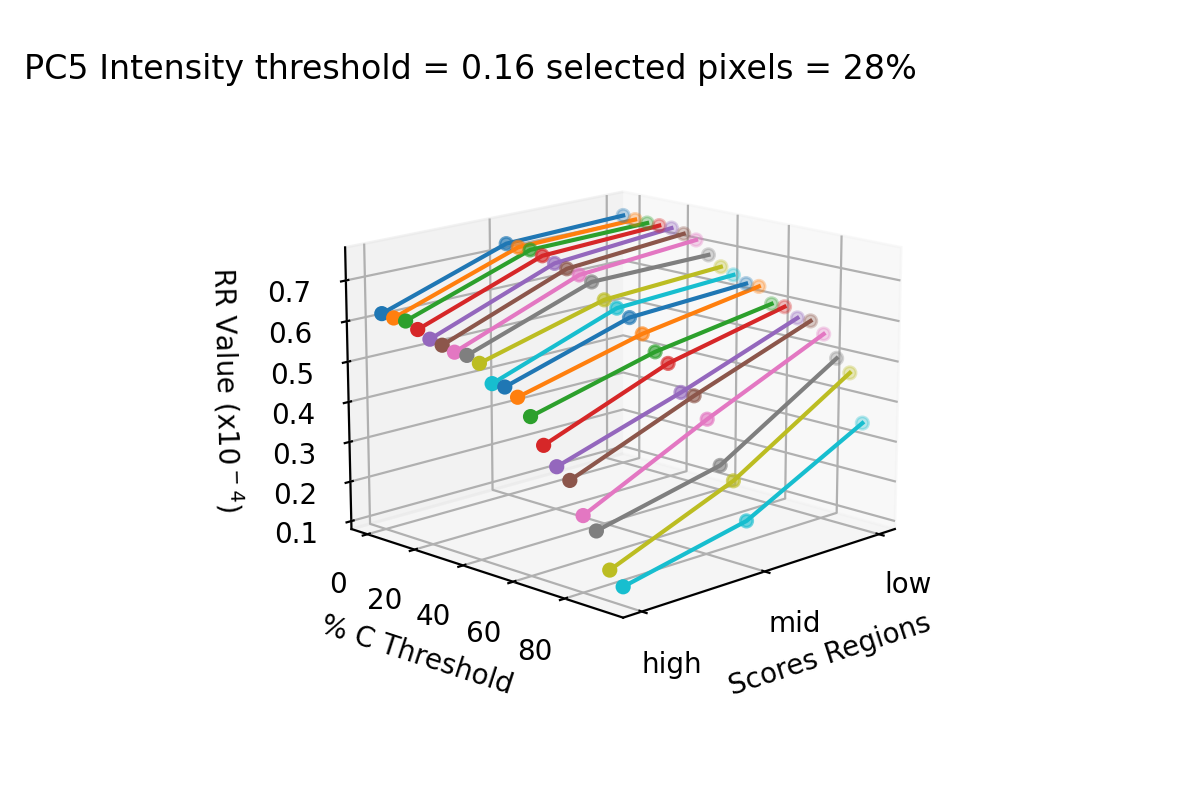 PC5 Intensity threshold = 0.16 selected pixels = 28%
RR Value (x10⁻⁴)
0.7
0.6
0.5
0.4
0.3
0.2
0.1
0
20
40
60
80
% C Threshold
high
mid
low
Scores Regions